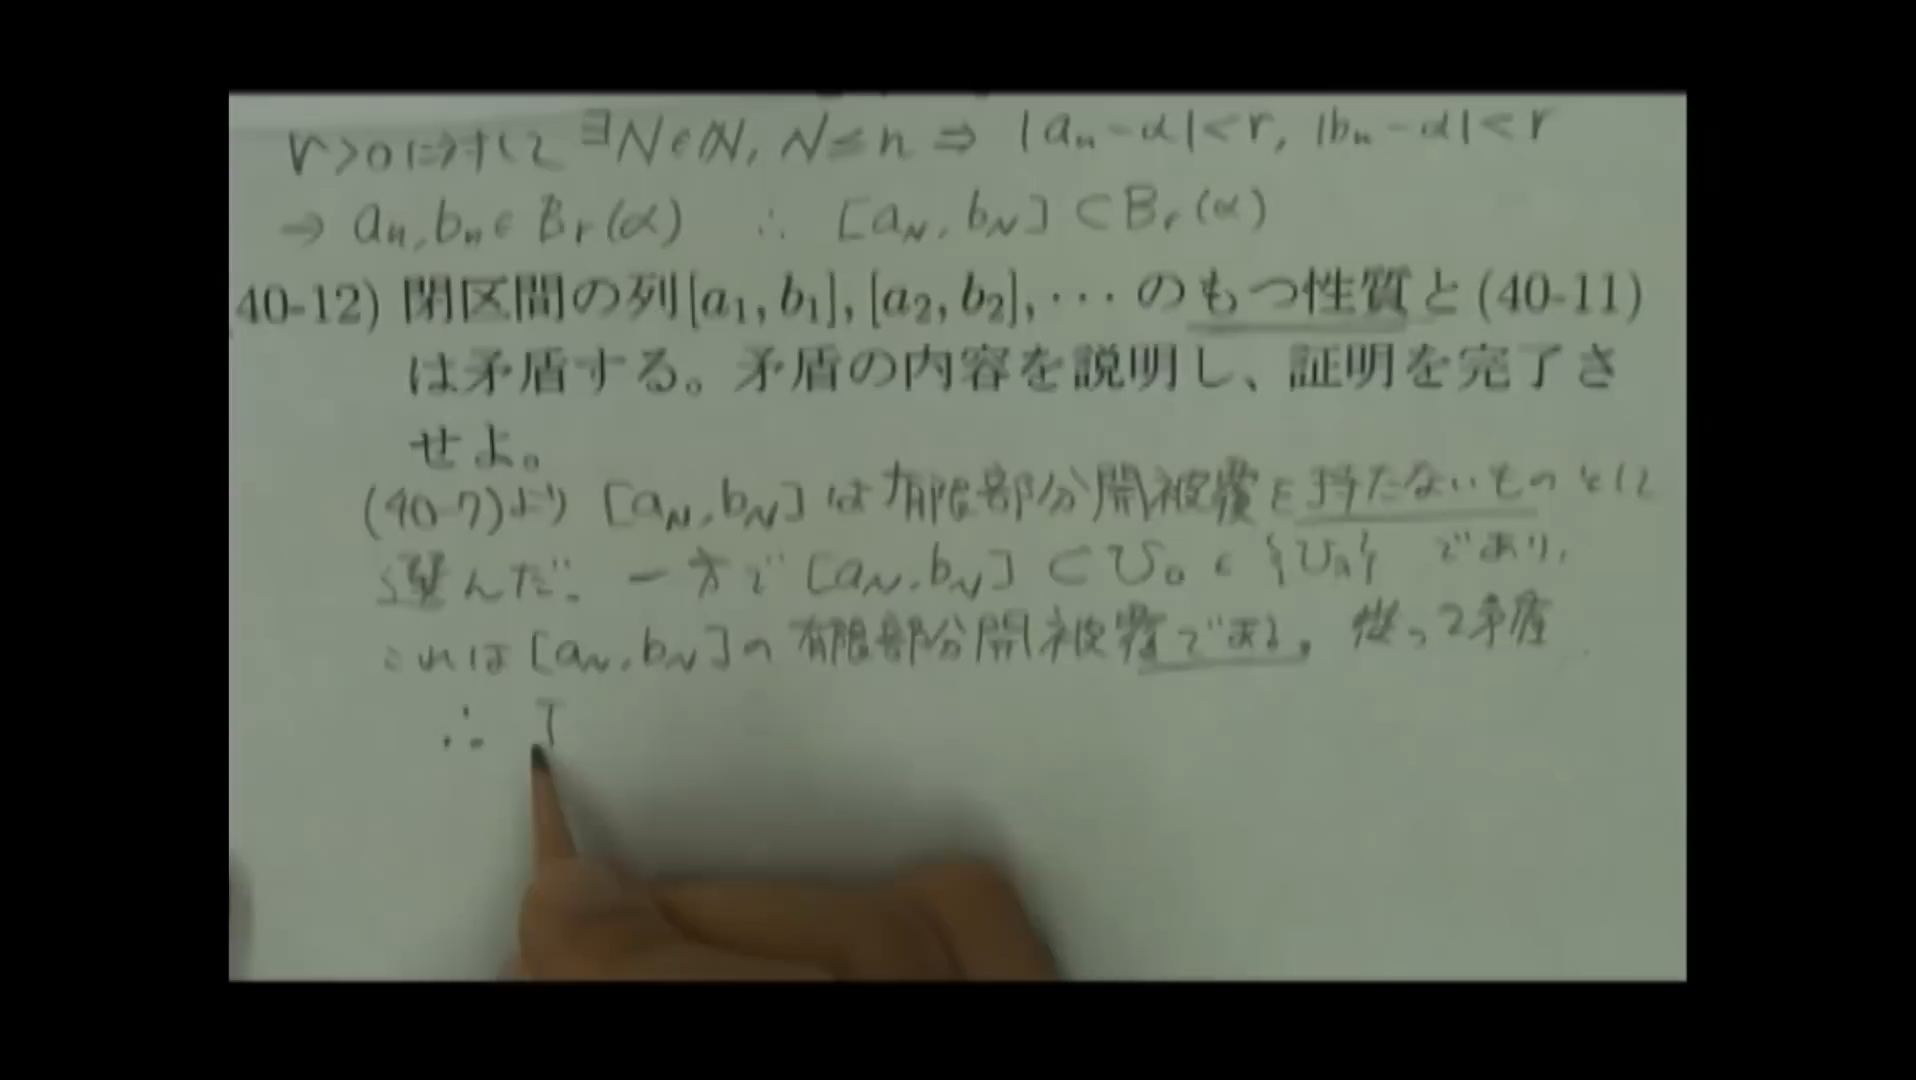 r>0に対して ∃N∈ℕ, N≦n ⇒ |aₙ-α|<r, |bₙ-α|<r
⇒ aₙ, bₙ∈Bᵣ(α) ∴ [a_N, b_N]⊂Bᵣ(α)
40-12) 閉区間の列[a₁, b₁], [a₂, b₂], ··· のもつ性質と(40-11)
は矛盾する。矛盾の内容を説明し、証明を完了さ
せよ。
(40-7)より [a_N, b_N] は有限部分開被覆を持たないものとして
選んだ。一方で [a_N, b_N] ⊂ U₀ ∈ {U_λ} であり,
これは [a_N, b_N] の有限部分開被覆である。従って矛盾
∴ [